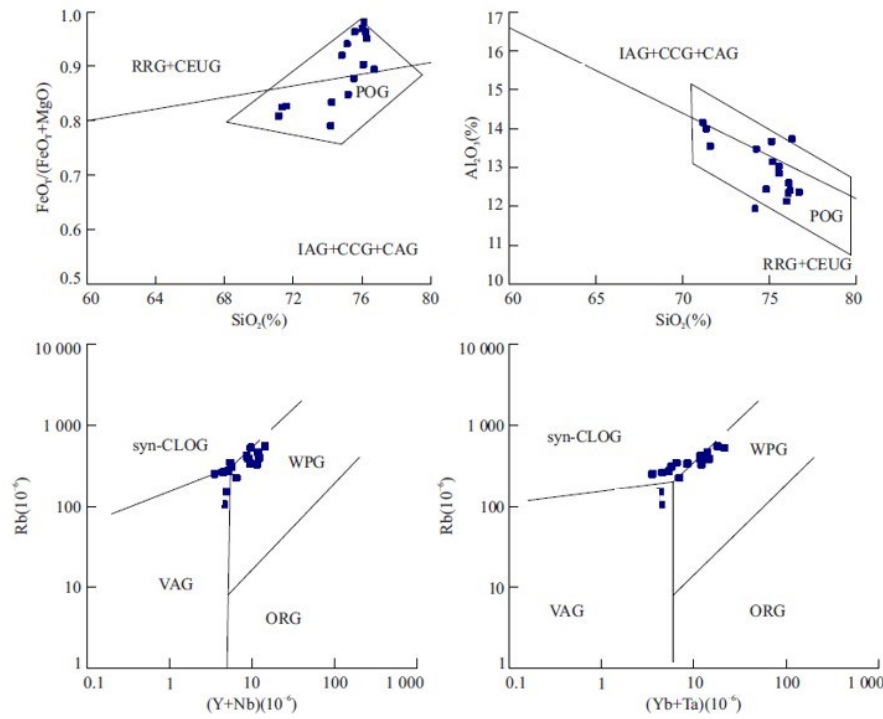 1.0
0.9
0.8
0.7
0.6
0.5
FeO_T/(FeO_T+MgO)
RRG+CEUG
POG
IAG+CCG+CAG
60
64
68
72
76
80
SiO₂(%)
17
16
15
14
13
12
11
10
Al₂O₃(%)
IAG+CCG+CAG
POG
RRG+CEUG
60
65
70
75
80
SiO₂(%)
10 000
1 000
100
10
1
Rb(10⁻⁶)
syn-CLOG
WPG
VAG
ORG
0.1
1
10
100
1 000
(Y+Nb)(10⁻⁶)
10 000
1 000
100
10
1
Rb(10⁻⁶)
syn-CLOG
WPG
VAG
ORG
0.1
1
10
100
1 000
(Yb+Ta)(10⁻⁶)